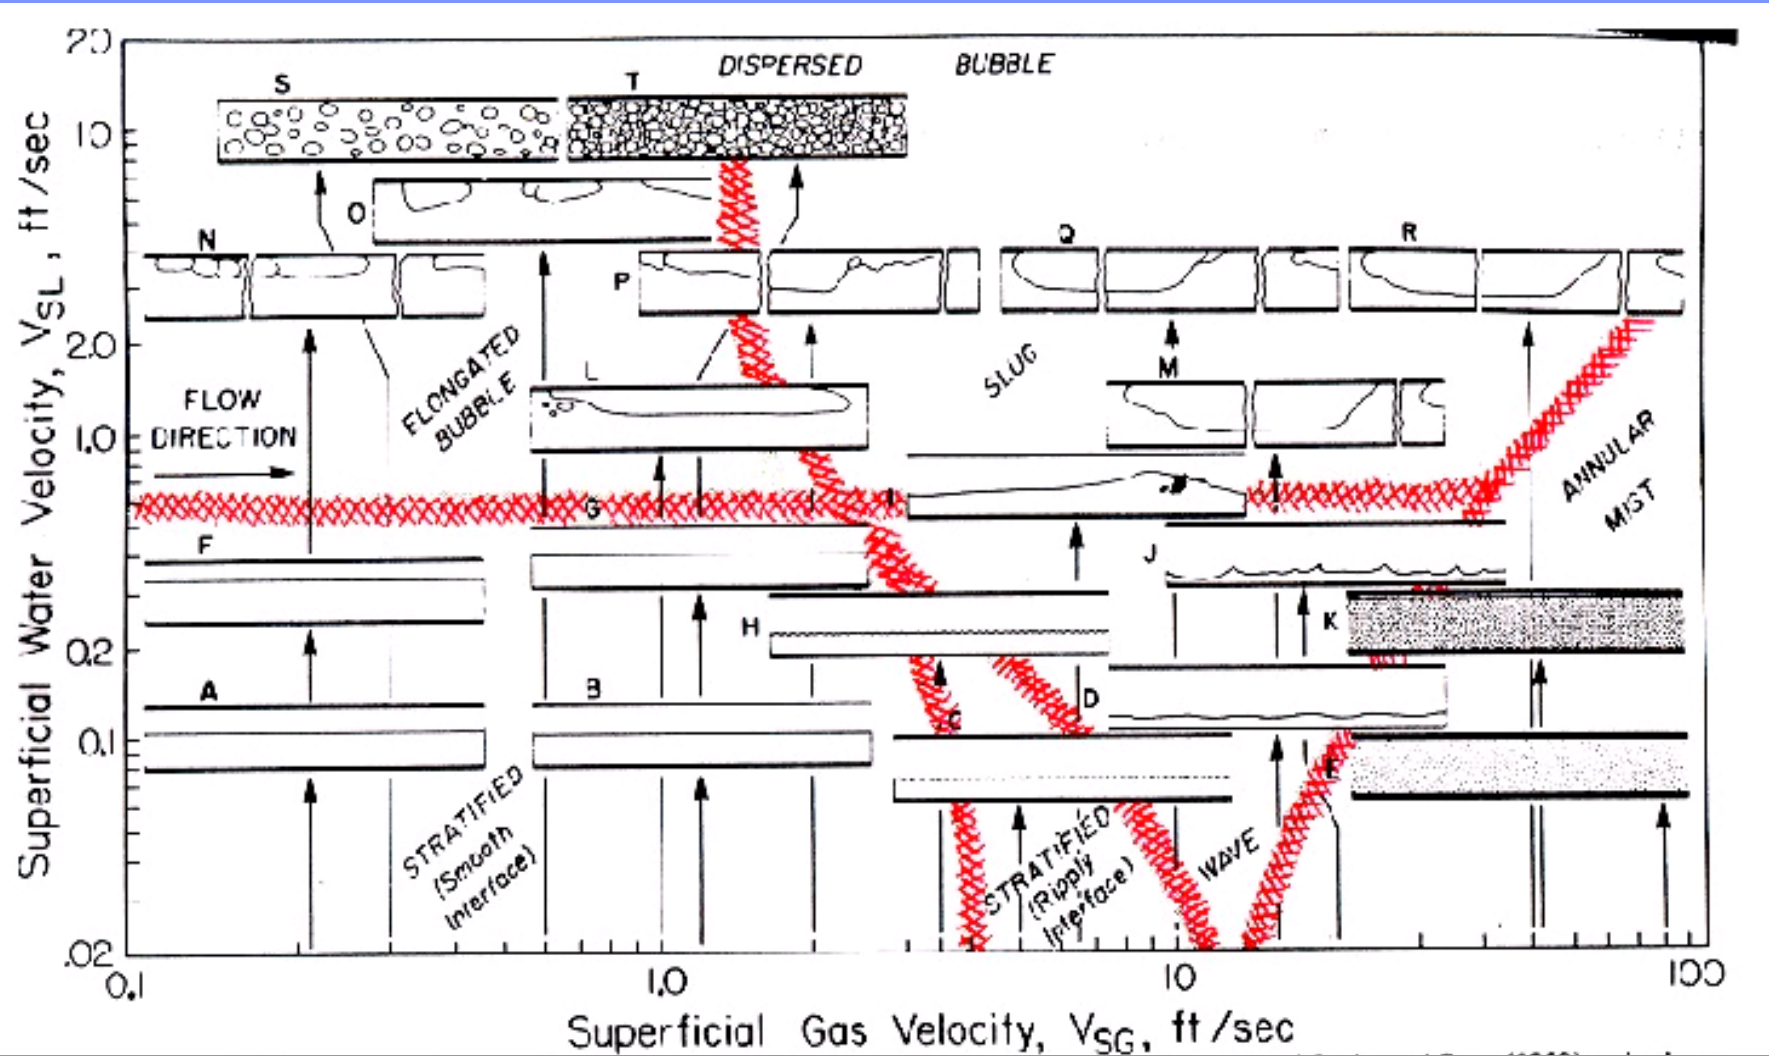 20
DISPERSED BUBBLE
S
T
10
O
N
Q
R
P
2.0
ELONGATED
BUBBLE
SLUG
L
M
FLOW
DIRECTION
1.0
ANNULAR
MIST
I
G
F
J
K
H
0.2
A
B
D
C
0.1
E
STRATIFIED
(Smooth
Interface)
STRATIFIED
(Ripply
Interface)
WAVE
.02
0.1
1.0
10
100
Superficial Water Velocity, VSL, ft/sec
Superficial Gas Velocity, VSG, ft/sec